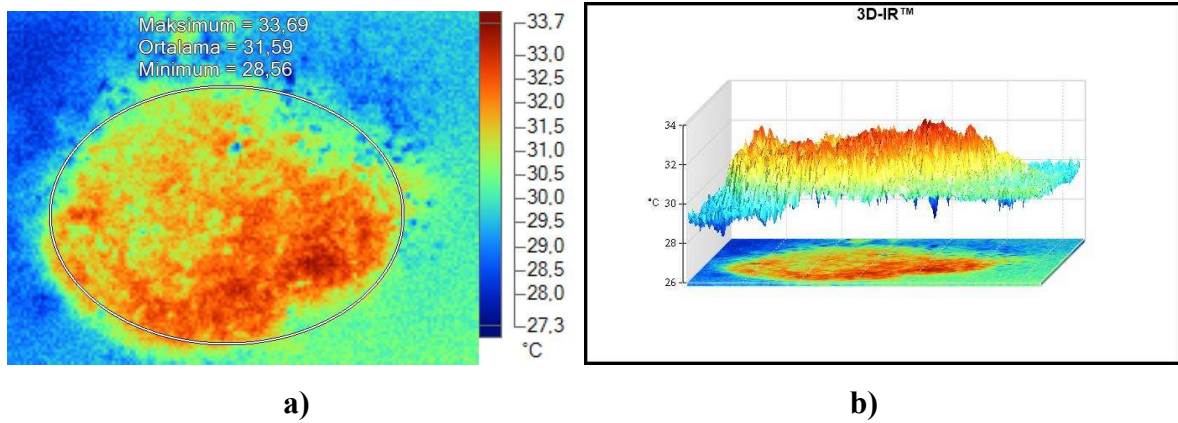 Maksimum = 33,69
Ortalama = 31,59
Minimum = 28,56
33,7
33,0
32,5
32,0
31,5
31,0
30,5
30,0
29,5
29,0
28,5
28,0
27,3
°C
a)
3D-IR™
34
32
°C
30
28
26
b)